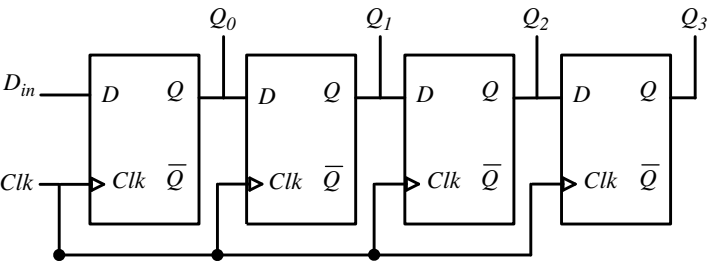 Q0 Q1 Q2 Q3
Din D Q D Q D Q D Q
Clk Clk Q̅ Clk Q̅ Clk Q̅ Clk Q̅